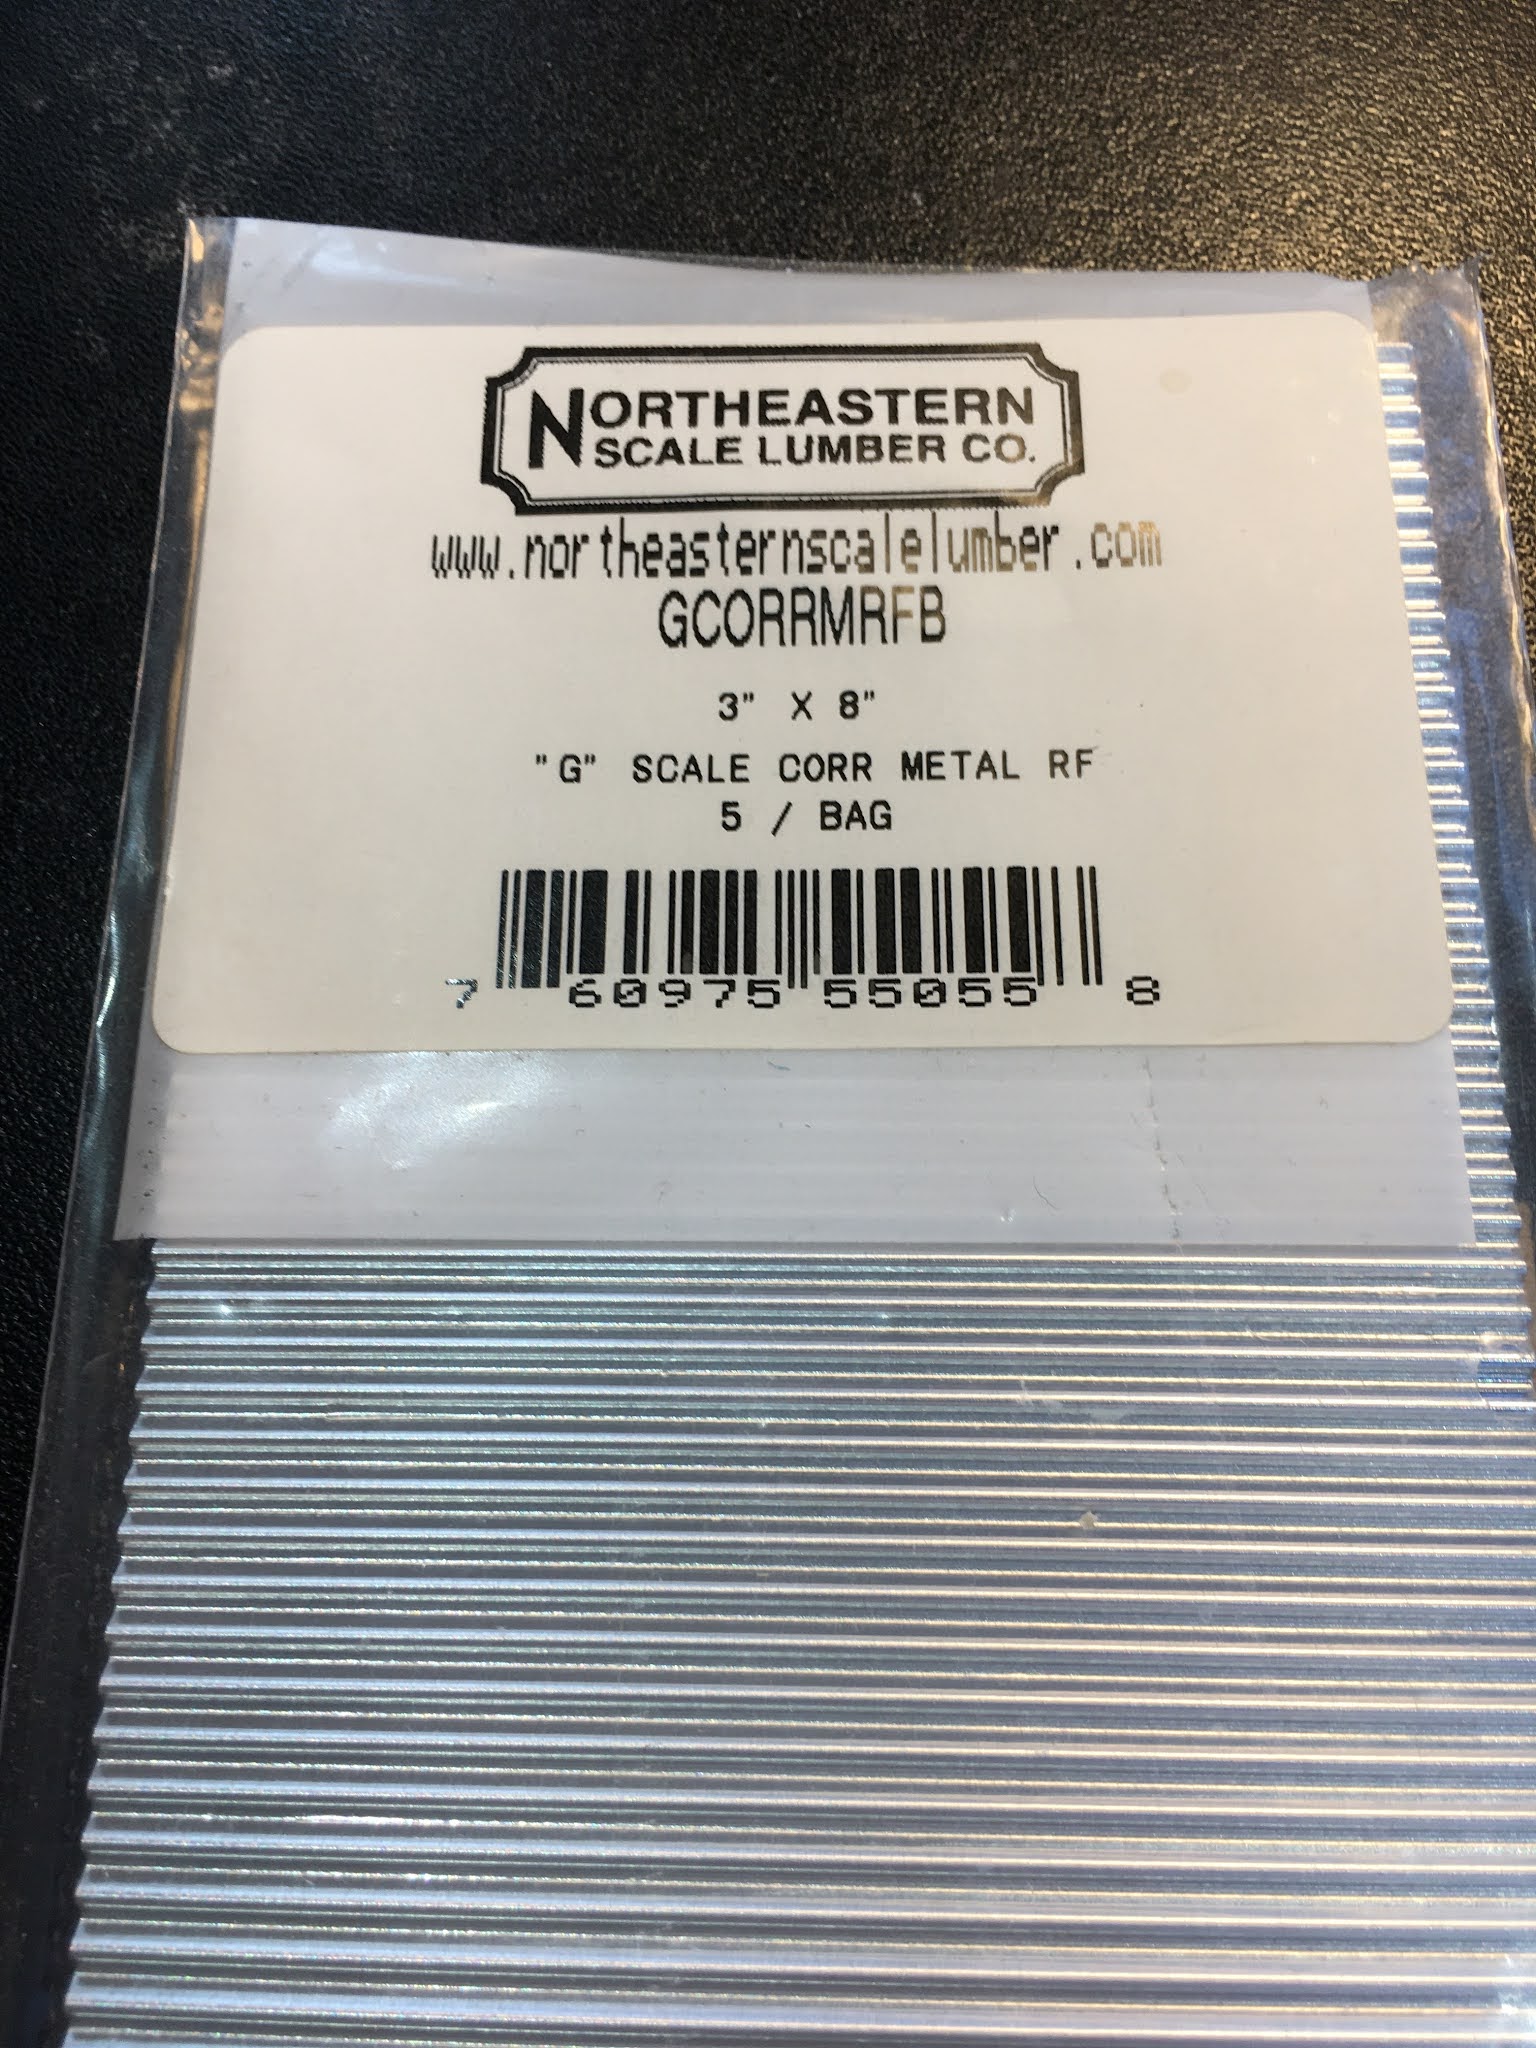 NORTHEASTERN
SCALE LUMBER CO.
www.northeasternscalelumber.com
GCORRMRFB
3" X 8"
"G" SCALE CORR METAL RF
5 / BAG
7 60975 55055 8